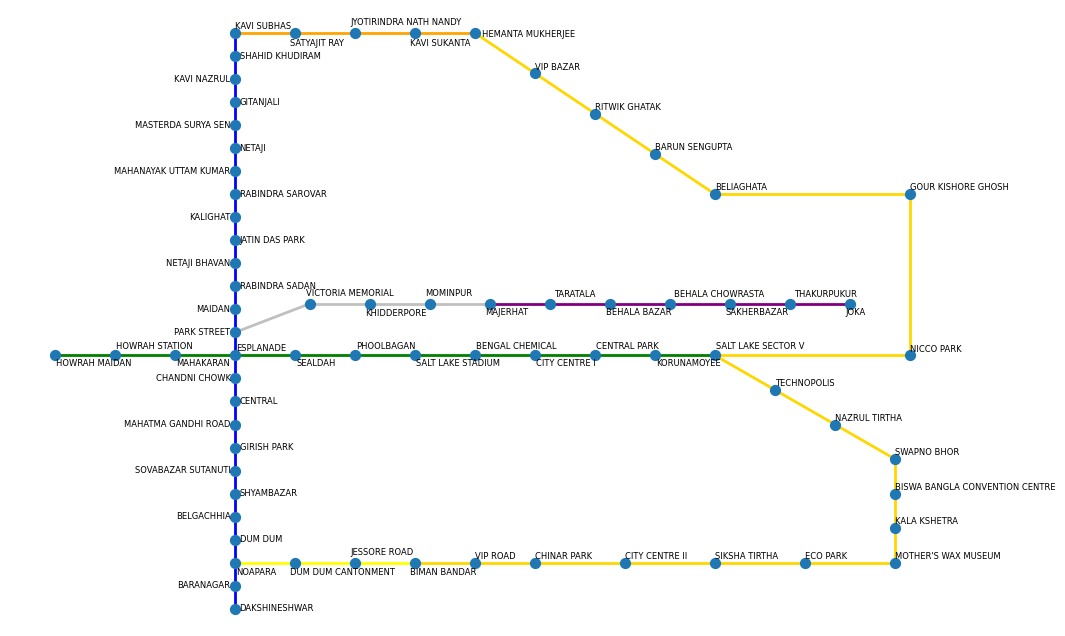 JYOTIRINDRA NATH NANDY
KAVI SUBHAS
HEMANTA MUKHERJEE
SATYAJIT RAY
KAVI SUKANTA
SHAHID KHUDIRAM
VIP BAZAR
KAVI NAZRUL
GITANJALI
RITWIK GHATAK
MASTERDA SURYA SEN
NETAJI
BARUN SENGUPTA
MAHANAYAK UTTAM KUMAR
BELIAGHATA
GOUR KISHORE GHOSH
RABINDRA SAROVAR
KALIGHAT
JATIN DAS PARK
NETAJI BHAVAN
RABINDRA SADAN
VICTORIA MEMORIAL
MOMINPUR
TARATALA
BEHALA CHOWRASTA
THAKURPUKUR
MAIDAN
KHIDDERPORE
MAJERHAT
BEHALA BAZAR
SAKHERBAZAR
JOKA
PARK STREET
HOWRAH STATION
ESPLANADE
PHOOLBAGAN
BENGAL CHEMICAL
CENTRAL PARK
SALT LAKE SECTOR V
NICCO PARK
HOWRAH MAIDAN
MAHAKARAN
SEALDAH
SALT LAKE STADIUM
CITY CENTRE I
KORUNAMOYEE
CHANDNI CHOWK
TECHNOPOLIS
CENTRAL
NAZRUL TIRTHA
MAHATMA GANDHI ROAD
GIRISH PARK
SWAPNO BHOR
SOVABAZAR SUTANUTI
BISWA BANGLA CONVENTION CENTRE
SHYAMBAZAR
BELGACHHIA
KALA KSHETRA
DUM DUM
JESSORE ROAD
VIP ROAD
CHINAR PARK
CITY CENTRE II
SIKSHA TIRTHA
ECO PARK
MOTHER'S WAX MUSEUM
NOAPARA
DUM DUM CANTONMENT
BIMAN BANDAR
BARANAGAR
DAKSHINESHWAR